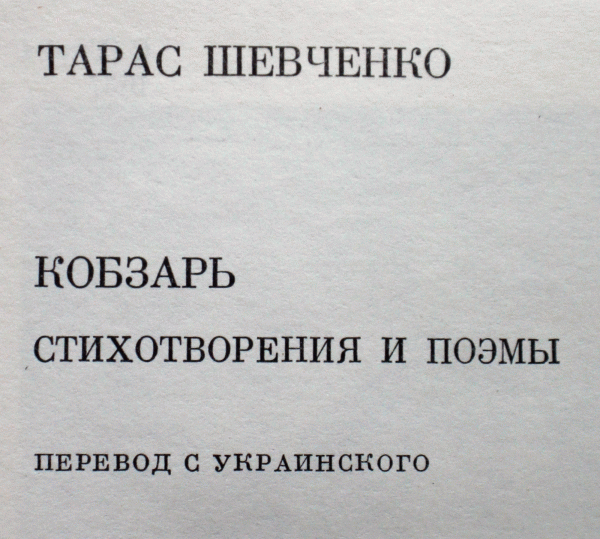 ТАРАС ШЕВЧЕНКО
КОБЗАРЬ
СТИХОТВОРЕНИЯ И ПОЭМЫ
ПЕРЕВОД С УКРАИНСКОГО